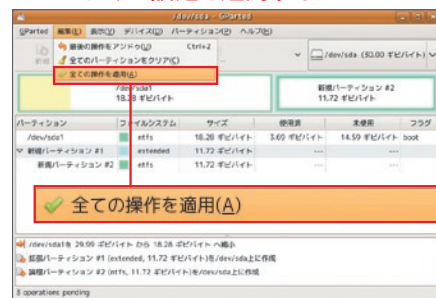 /dev/sda - GParted
GParted 編集(E) 表示(V) デバイス(D) パーティション(P) ヘルプ(H)
最後の操作をアンドゥ(U) Ctrl+Z
全てのオペレーションをクリア(C)
全ての操作を適用(A)
新規
/dev/sda (30.00 ギビバイト)
/dev/sda1
18.28 ギビバイト
新規パーティション #2
11.72 ギビバイト
パーティション ファイルシステム サイズ 使用済 未使用 フラグ
/dev/sda1 ntfs 18.28 ギビバイト 3.69 ギビバイト 14.59 ギビバイト boot
新規パーティション #1 extended 11.72 ギビバイト --- ---
新規パーティション #2 ntfs 11.72 ギビバイト --- ---
全ての操作を適用(A)
/dev/sda1を 29.99 ギビバイト から 18.28 ギビバイト へ縮小
拡張パーティション #1 (extended, 11.72 ギビバイト)を/dev/sda上に作成
論理パーティション #2 (ntfs, 11.72 ギビバイト)を/dev/sda上に作成
3 operations pending